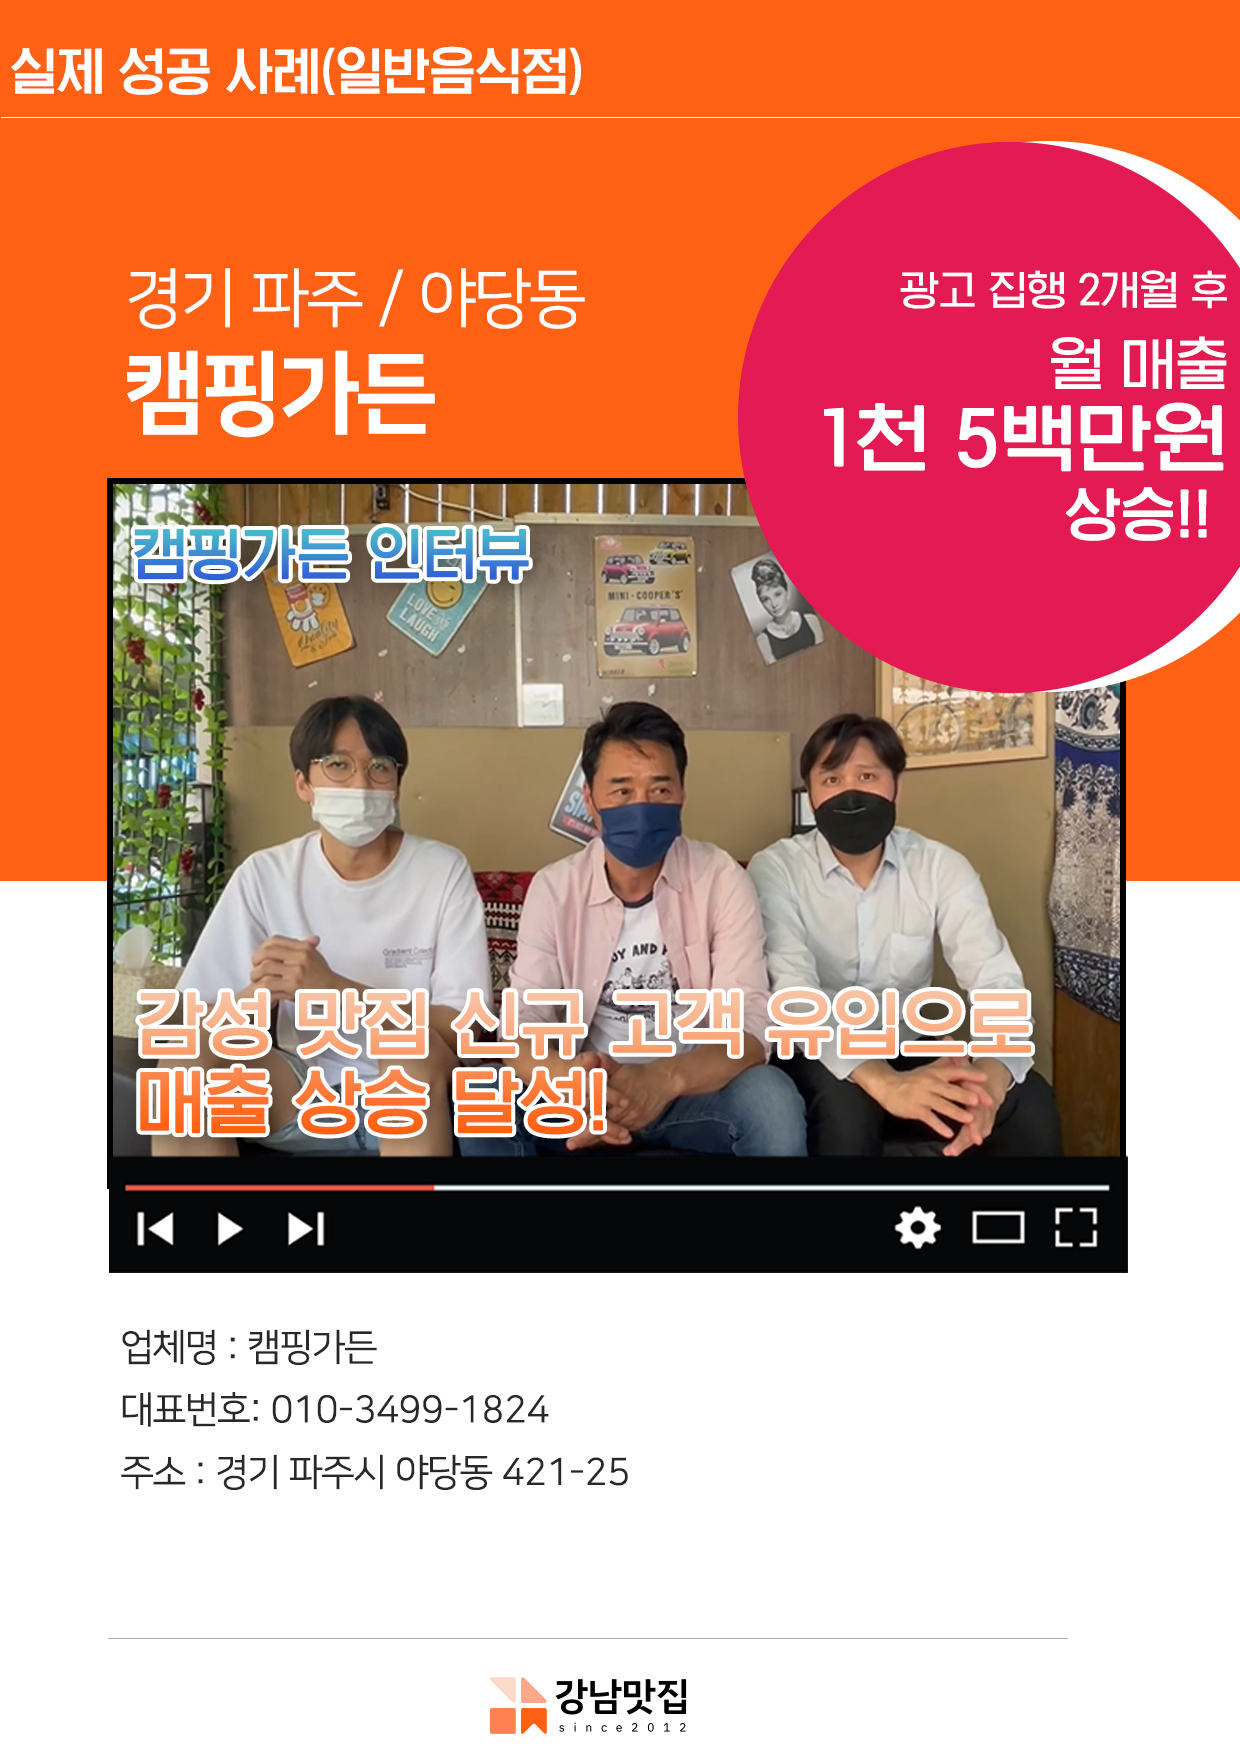 실제 성공 사례(일반음식점)
경기 파주 / 야당동
캠핑가든
광고 집행 2개월 후
월 매출
1천 5백만원
상승!!
캠핑가든 인터뷰
LOVE
LAUGH
MINI-COOPER'S
감성 맛집 신규 고객 유입으로
매출 상승 달성!
업체명 : 캠핑가든
대표번호: 010-3499-1824
주소 : 경기 파주시 야당동 421-25
강남맛집
since2012